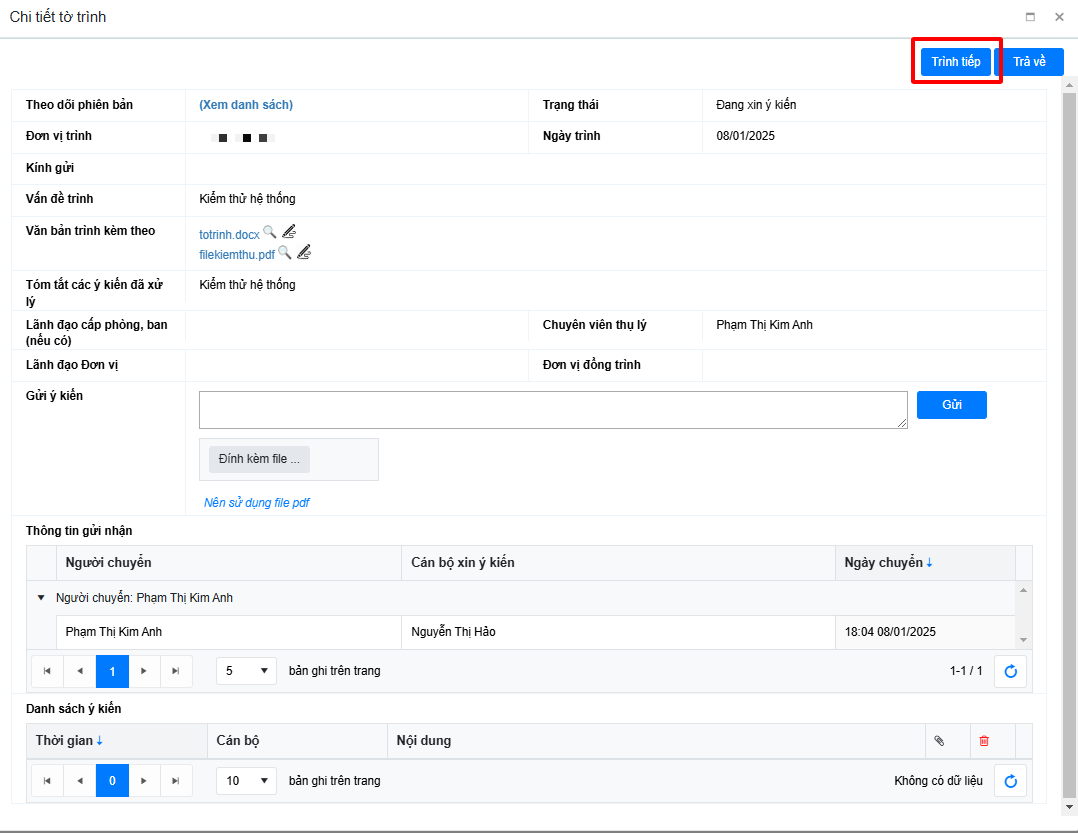 Chi tiết tờ trình
Trình tiếp Trả về
Theo dõi phiên bản (Xem danh sách) Trạng thái Đang xin ý kiến
Đơn vị trình Ngày trình 08/01/2025
Kính gửi
Vấn đề trình Kiểm thử hệ thống
Văn bản trình kèm theo totrinh.docx
filekiemthu.pdf
Tóm tắt các ý kiến đã xử Kiểm thử hệ thống
lý
Lãnh đạo cấp phòng, ban Chuyên viên thụ lý Phạm Thị Kim Anh
(nếu có)
Lãnh đạo Đơn vị Đơn vị đồng trình
Gửi ý kiến Gửi
Đính kèm file ...
Nên sử dụng file pdf
Thông tin gửi nhận
Người chuyển Cán bộ xin ý kiến Ngày chuyển
Người chuyển: Phạm Thị Kim Anh
Phạm Thị Kim Anh Nguyễn Thị Hảo 18:04 08/01/2025
1 5 bản ghi trên trang 1-1 / 1
Danh sách ý kiến
Thời gian Cán bộ Nội dung
0 10 bản ghi trên trang Không có dữ liệu